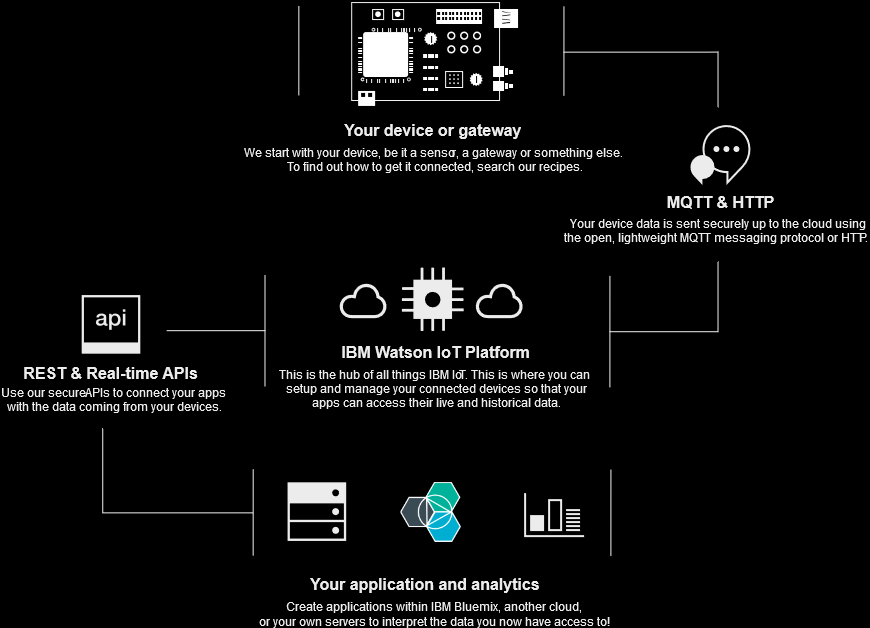 Your device or gateway
We start with your device, be it a sensor, a gateway or something else.
To find out how to get it connected, search our recipes.
MQTT & HTTP
Your device data is sent securely up to the cloud using
the open, lightweight MQTT messaging protocol or HTTP.
api
REST & Real-time APIs
Use our secureAPIs to connect your apps
with the data coming from your devices.
IBM Watson IoT Platform
This is the hub of all things IBM IoT. This is where you can
setup and manage your connected devices so that your
apps can access their live and historical data.
Your application and analytics
Create applications within IBM Bluemix, another cloud,
or your own servers to interpret the data you now have access to!